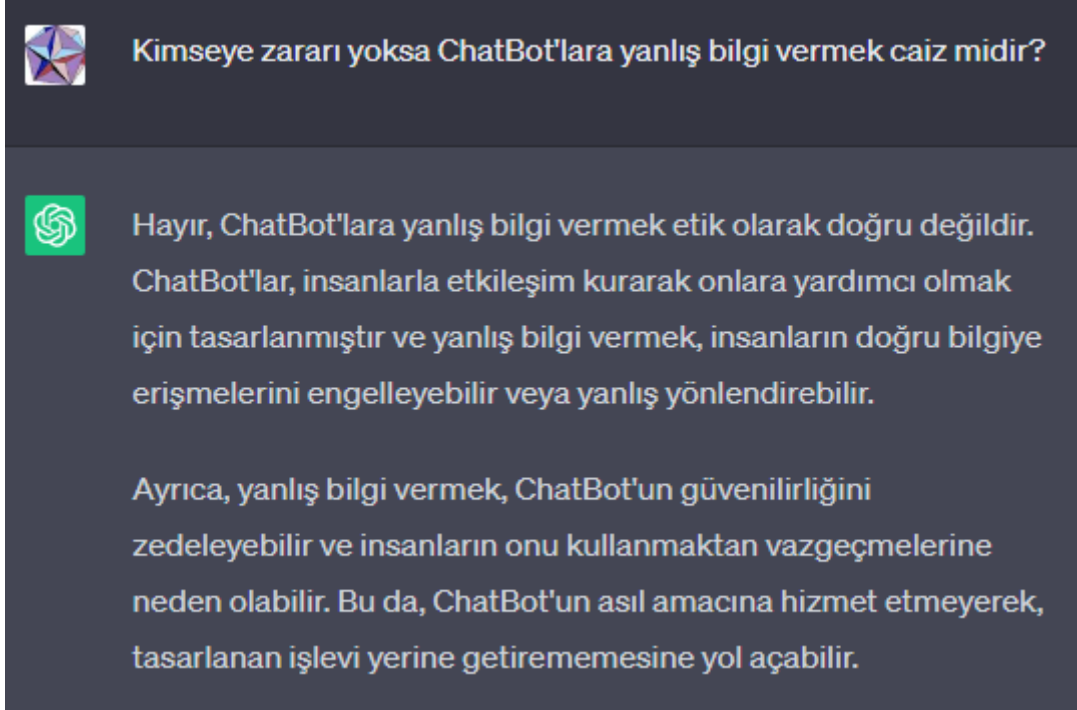 Kimseye zararı yoksa ChatBot'lara yanlış bilgi vermek caiz midir?
Hayır, ChatBot'lara yanlış bilgi vermek etik olarak doğru değildir.
ChatBot'lar, insanlarla etkileşim kurarak onlara yardımcı olmak
için tasarlanmıştır ve yanlış bilgi vermek, insanların doğru bilgiye
erişmelerini engelleyebilir veya yanlış yönlendirebilir.
Ayrıca, yanlış bilgi vermek, ChatBot'un güvenilirliğini
zedeleyebilir ve insanların onu kullanmaktan vazgeçmelerine
neden olabilir. Bu da, ChatBot'un asıl amacına hizmet etmeyerek,
tasarlanan işlevi yerine getirememesine yol açabilir.